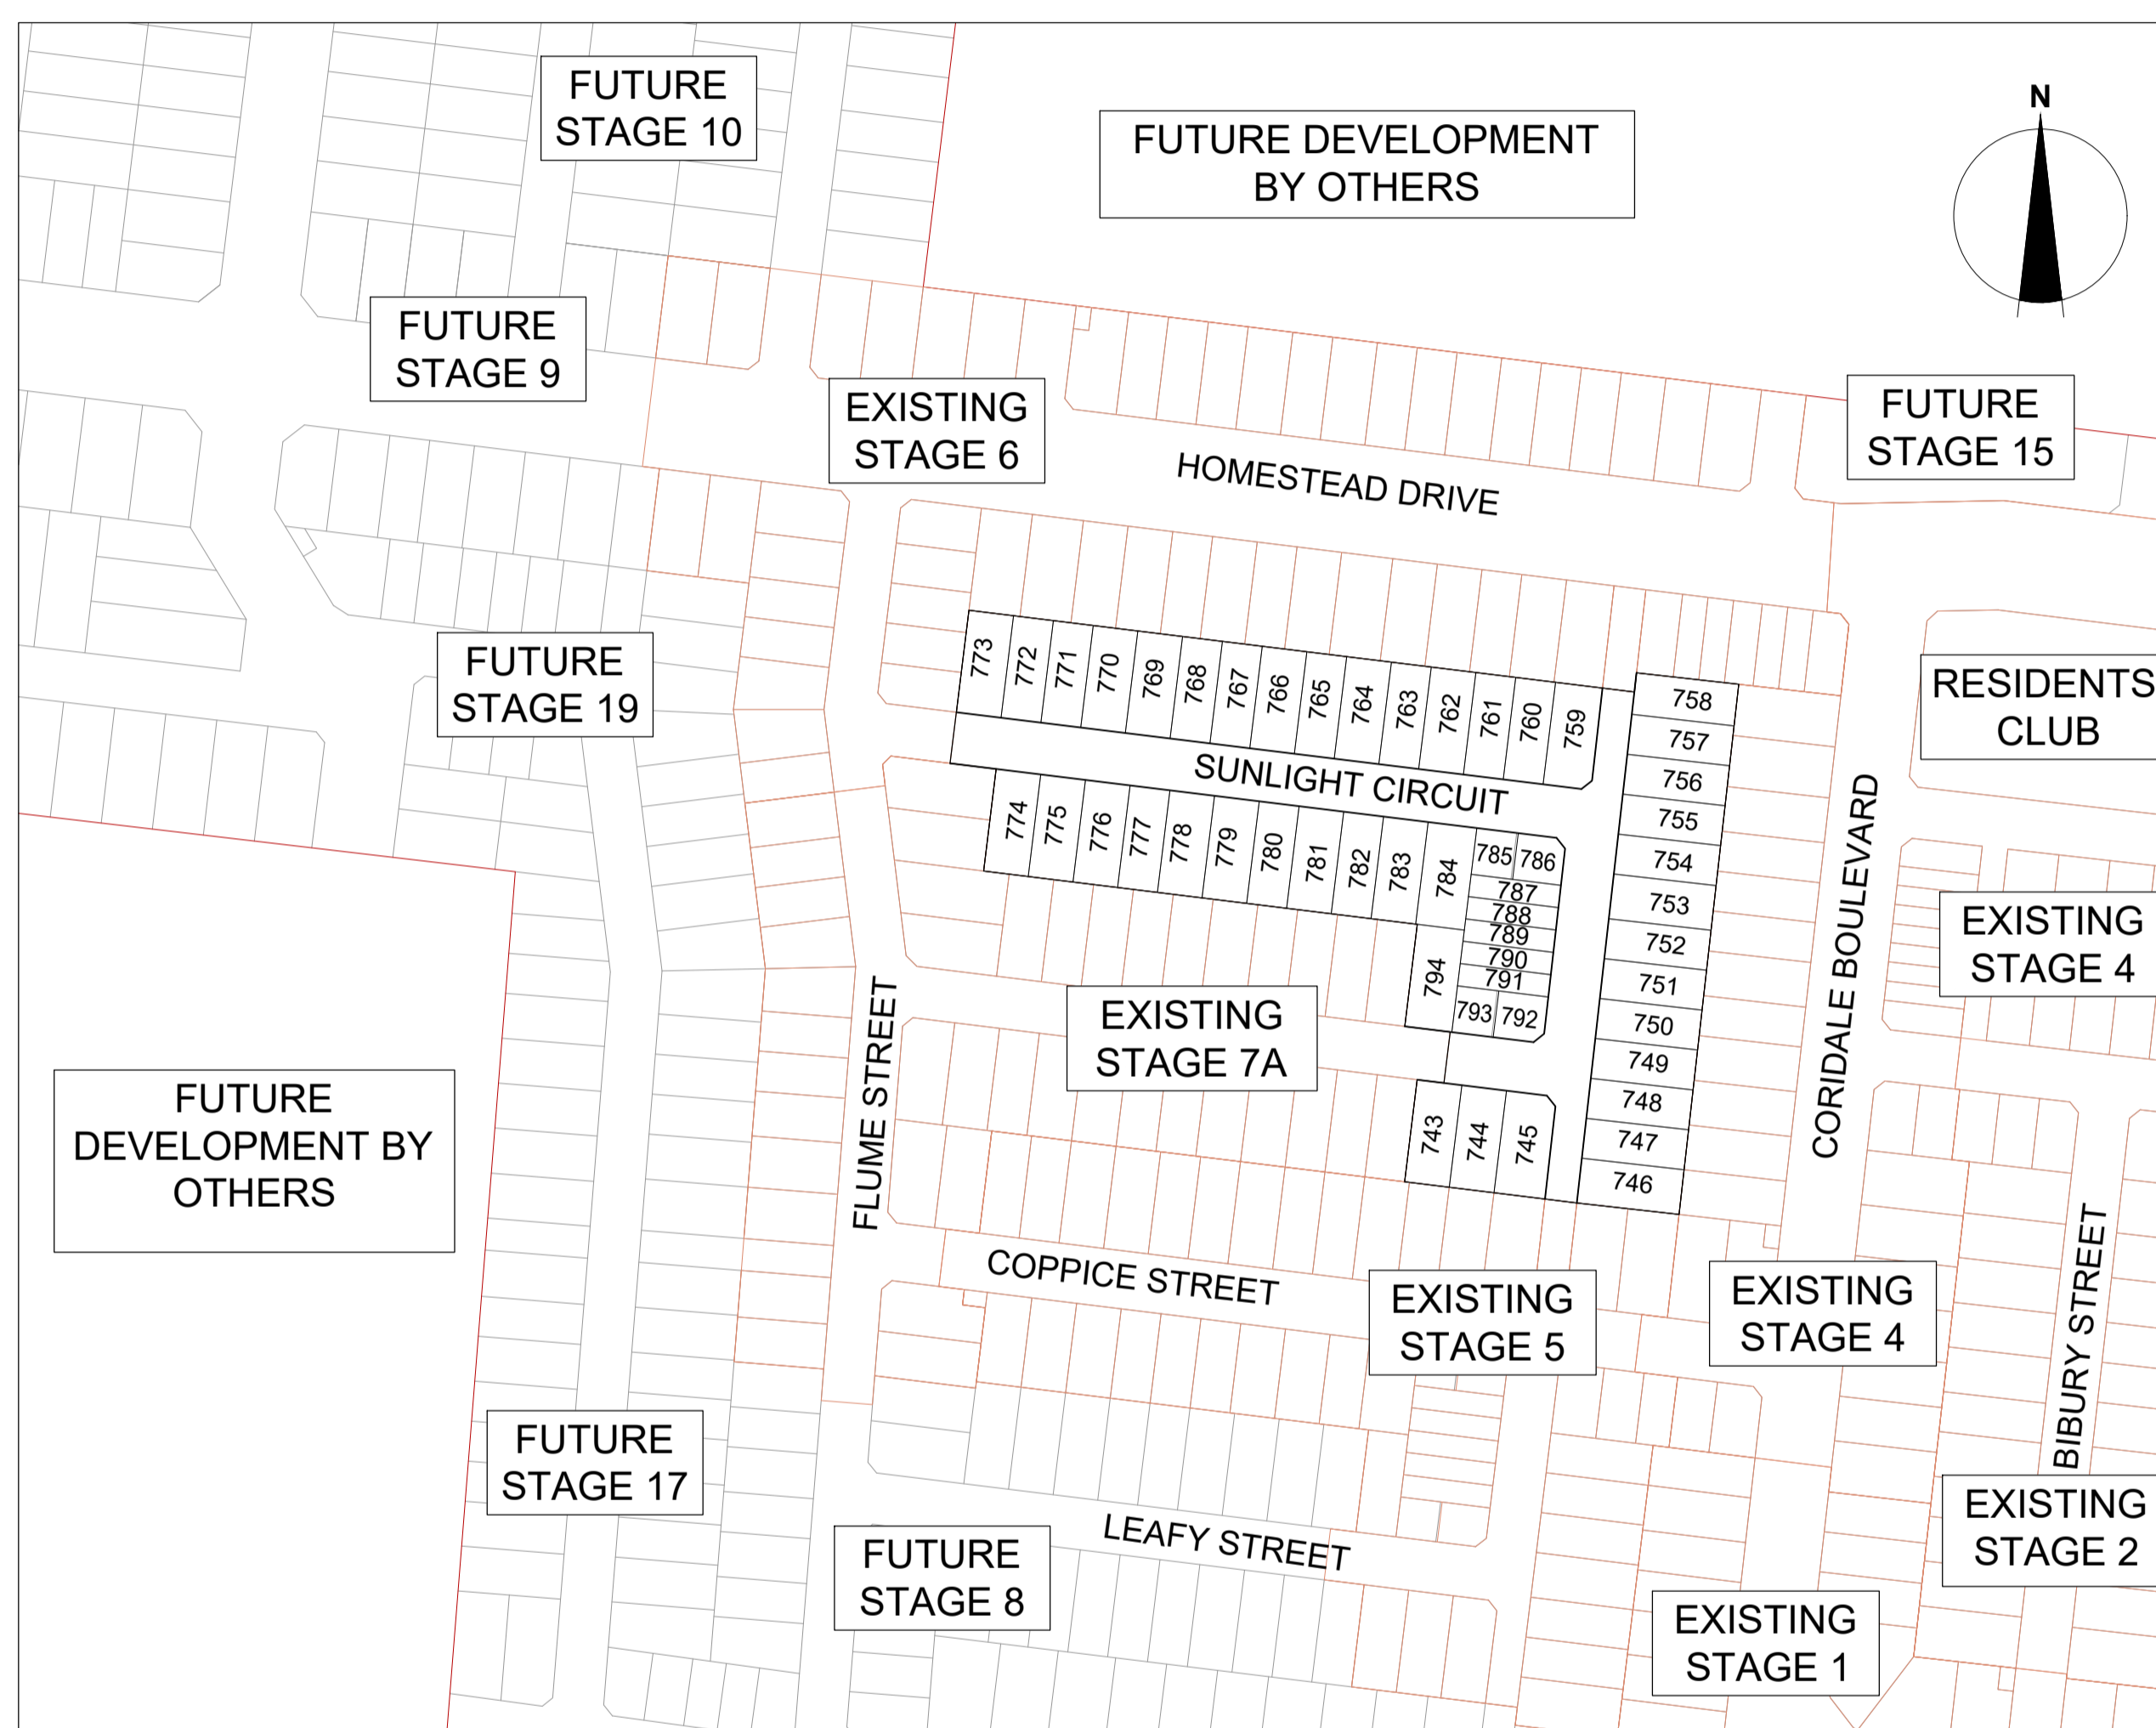 FUTURE
STAGE 10
FUTURE DEVELOPMENT
BY OTHERS
N
FUTURE
STAGE 9
EXISTING
STAGE 6
FUTURE
STAGE 15
HOMESTEAD DRIVE
FUTURE
STAGE 19
773
772
771
770
769
768
767
766
765
764
763
762
761
760
759
758
757
756
755
754
753
752
751
750
749
748
747
746
RESIDENTS
CLUB
SUNLIGHT CIRCUIT
774
775
776
777
778
779
780
781
782
783
784
785
786
787
788
789
790
791
793
792
794
CORIDALE BOULEVARD
EXISTING
STAGE 4
FLUME STREET
EXISTING
STAGE 7A
743
744
745
FUTURE
DEVELOPMENT BY
OTHERS
COPPICE STREET
EXISTING
STAGE 5
EXISTING
STAGE 4
BIBURY STREET
FUTURE
STAGE 17
LEAFY STREET
FUTURE
STAGE 8
EXISTING
STAGE 2
EXISTING
STAGE 1